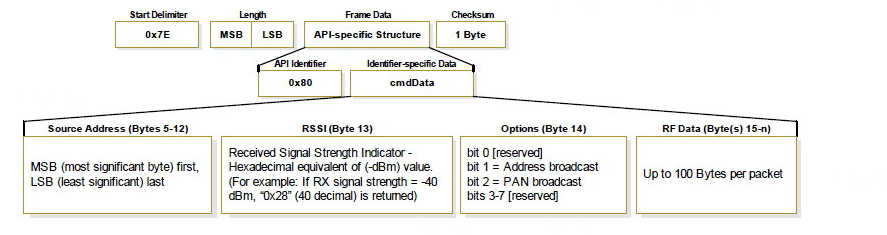 Start Delimiter
Length
Frame Data
Checksum
0x7E
MSB
LSB
API-specific Structure
1 Byte
API Identifier
Identifier-specific Data
0x80
cmdData
Source Address (Bytes 5-12)
RSSI (Byte 13)
Options (Byte 14)
RF Data (Byte(s) 15-n)
MSB (most significant byte) first,
LSB (least significant) last
Received Signal Strength Indicator -
Hexadecimal equivalent of (-dBm) value.
(For example: If RX signal strength = -40
dBm, “0x28” (40 decimal) is returned)
bit 0 [reserved]
bit 1 = Address broadcast
bit 2 = PAN broadcast
bits 3-7 [reserved]
Up to 100 Bytes per packet